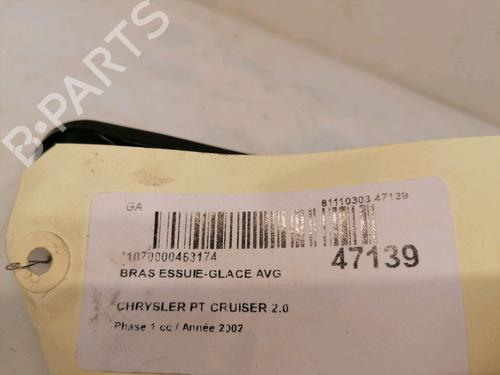 B-PARTS
GA
81110303 47139
*1070000453174
47139
BRAS ESSUIE-GLACE AVG
CHRYSLER PT CRUISER 2.0
Phase 1 cc / Année 2002